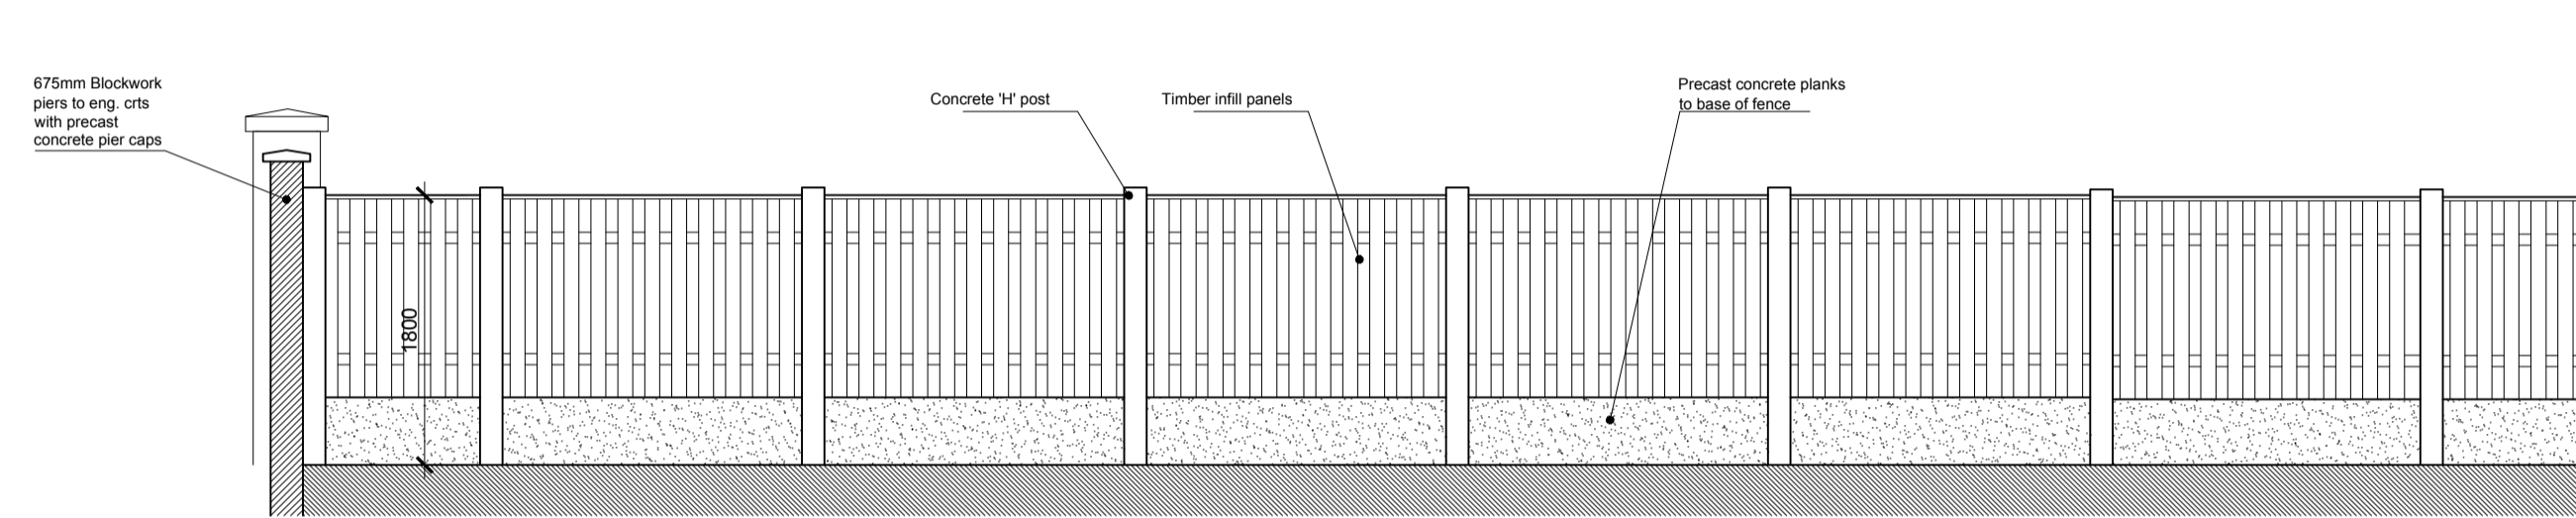 675mm Blockwork
piers to eng. crts
with precast
concrete pier caps
Concrete 'H' post
Timber infill panels
Precast concrete planks
to base of fence
1800